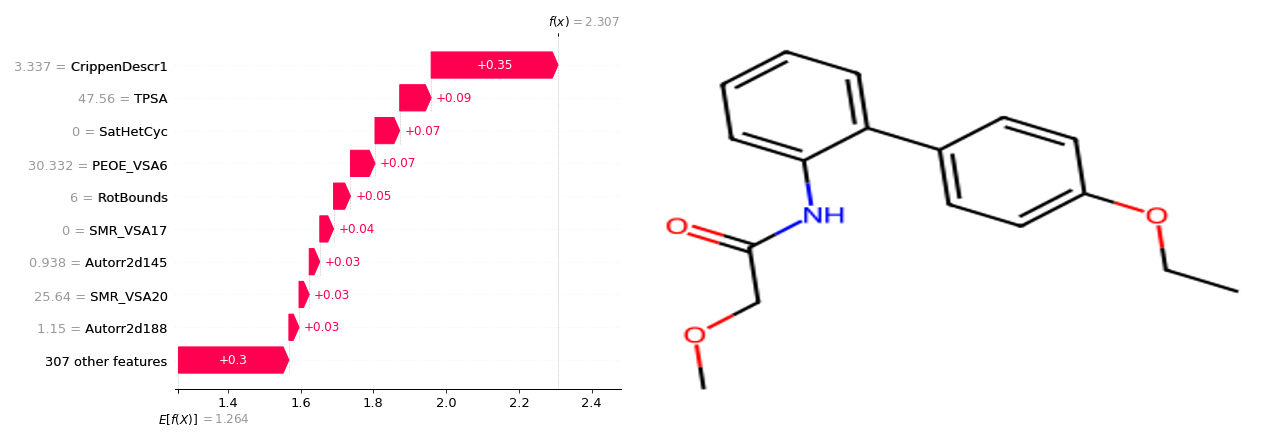 f(x) = 2.307
3.337 = CrippenDescr1
+0.35
47.56 = TPSA
+0.09
0 = SatHetCyc
+0.07
30.332 = PEOE_VSA6
+0.07
6 = RotBounds
+0.05
0 = SMR_VSA17
+0.04
0.938 = Autorr2d145
+0.03
25.64 = SMR_VSA20
+0.03
1.15 = Autorr2d188
+0.03
307 other features
+0.3
1.4 1.6 1.8 2.0 2.2 2.4
E[f(X)] = 1.264
NH
O
O
O